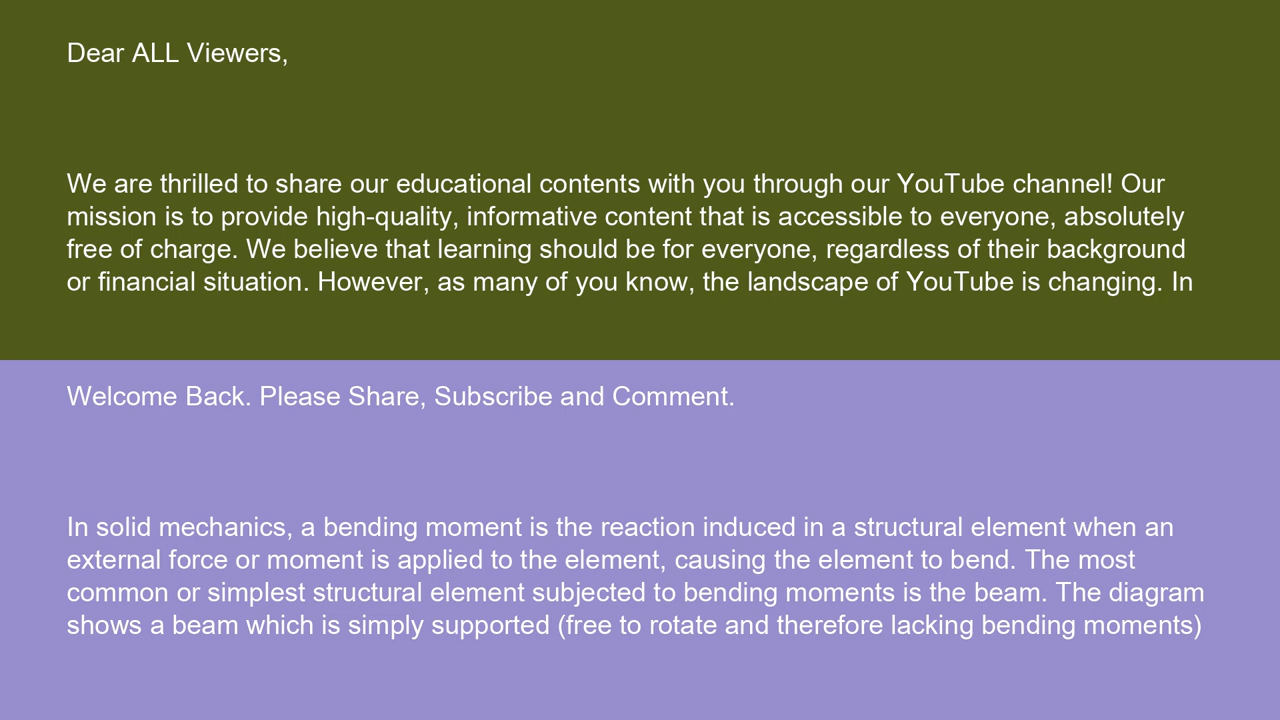 Dear ALL Viewers,
We are thrilled to share our educational contents with you through our YouTube channel! Our
mission is to provide high-quality, informative content that is accessible to everyone, absolutely
free of charge. We believe that learning should be for everyone, regardless of their background
or financial situation. However, as many of you know, the landscape of YouTube is changing. In
Welcome Back. Please Share, Subscribe and Comment.
In solid mechanics, a bending moment is the reaction induced in a structural element when an
external force or moment is applied to the element, causing the element to bend. The most
common or simplest structural element subjected to bending moments is the beam. The diagram
shows a beam which is simply supported (free to rotate and therefore lacking bending moments)